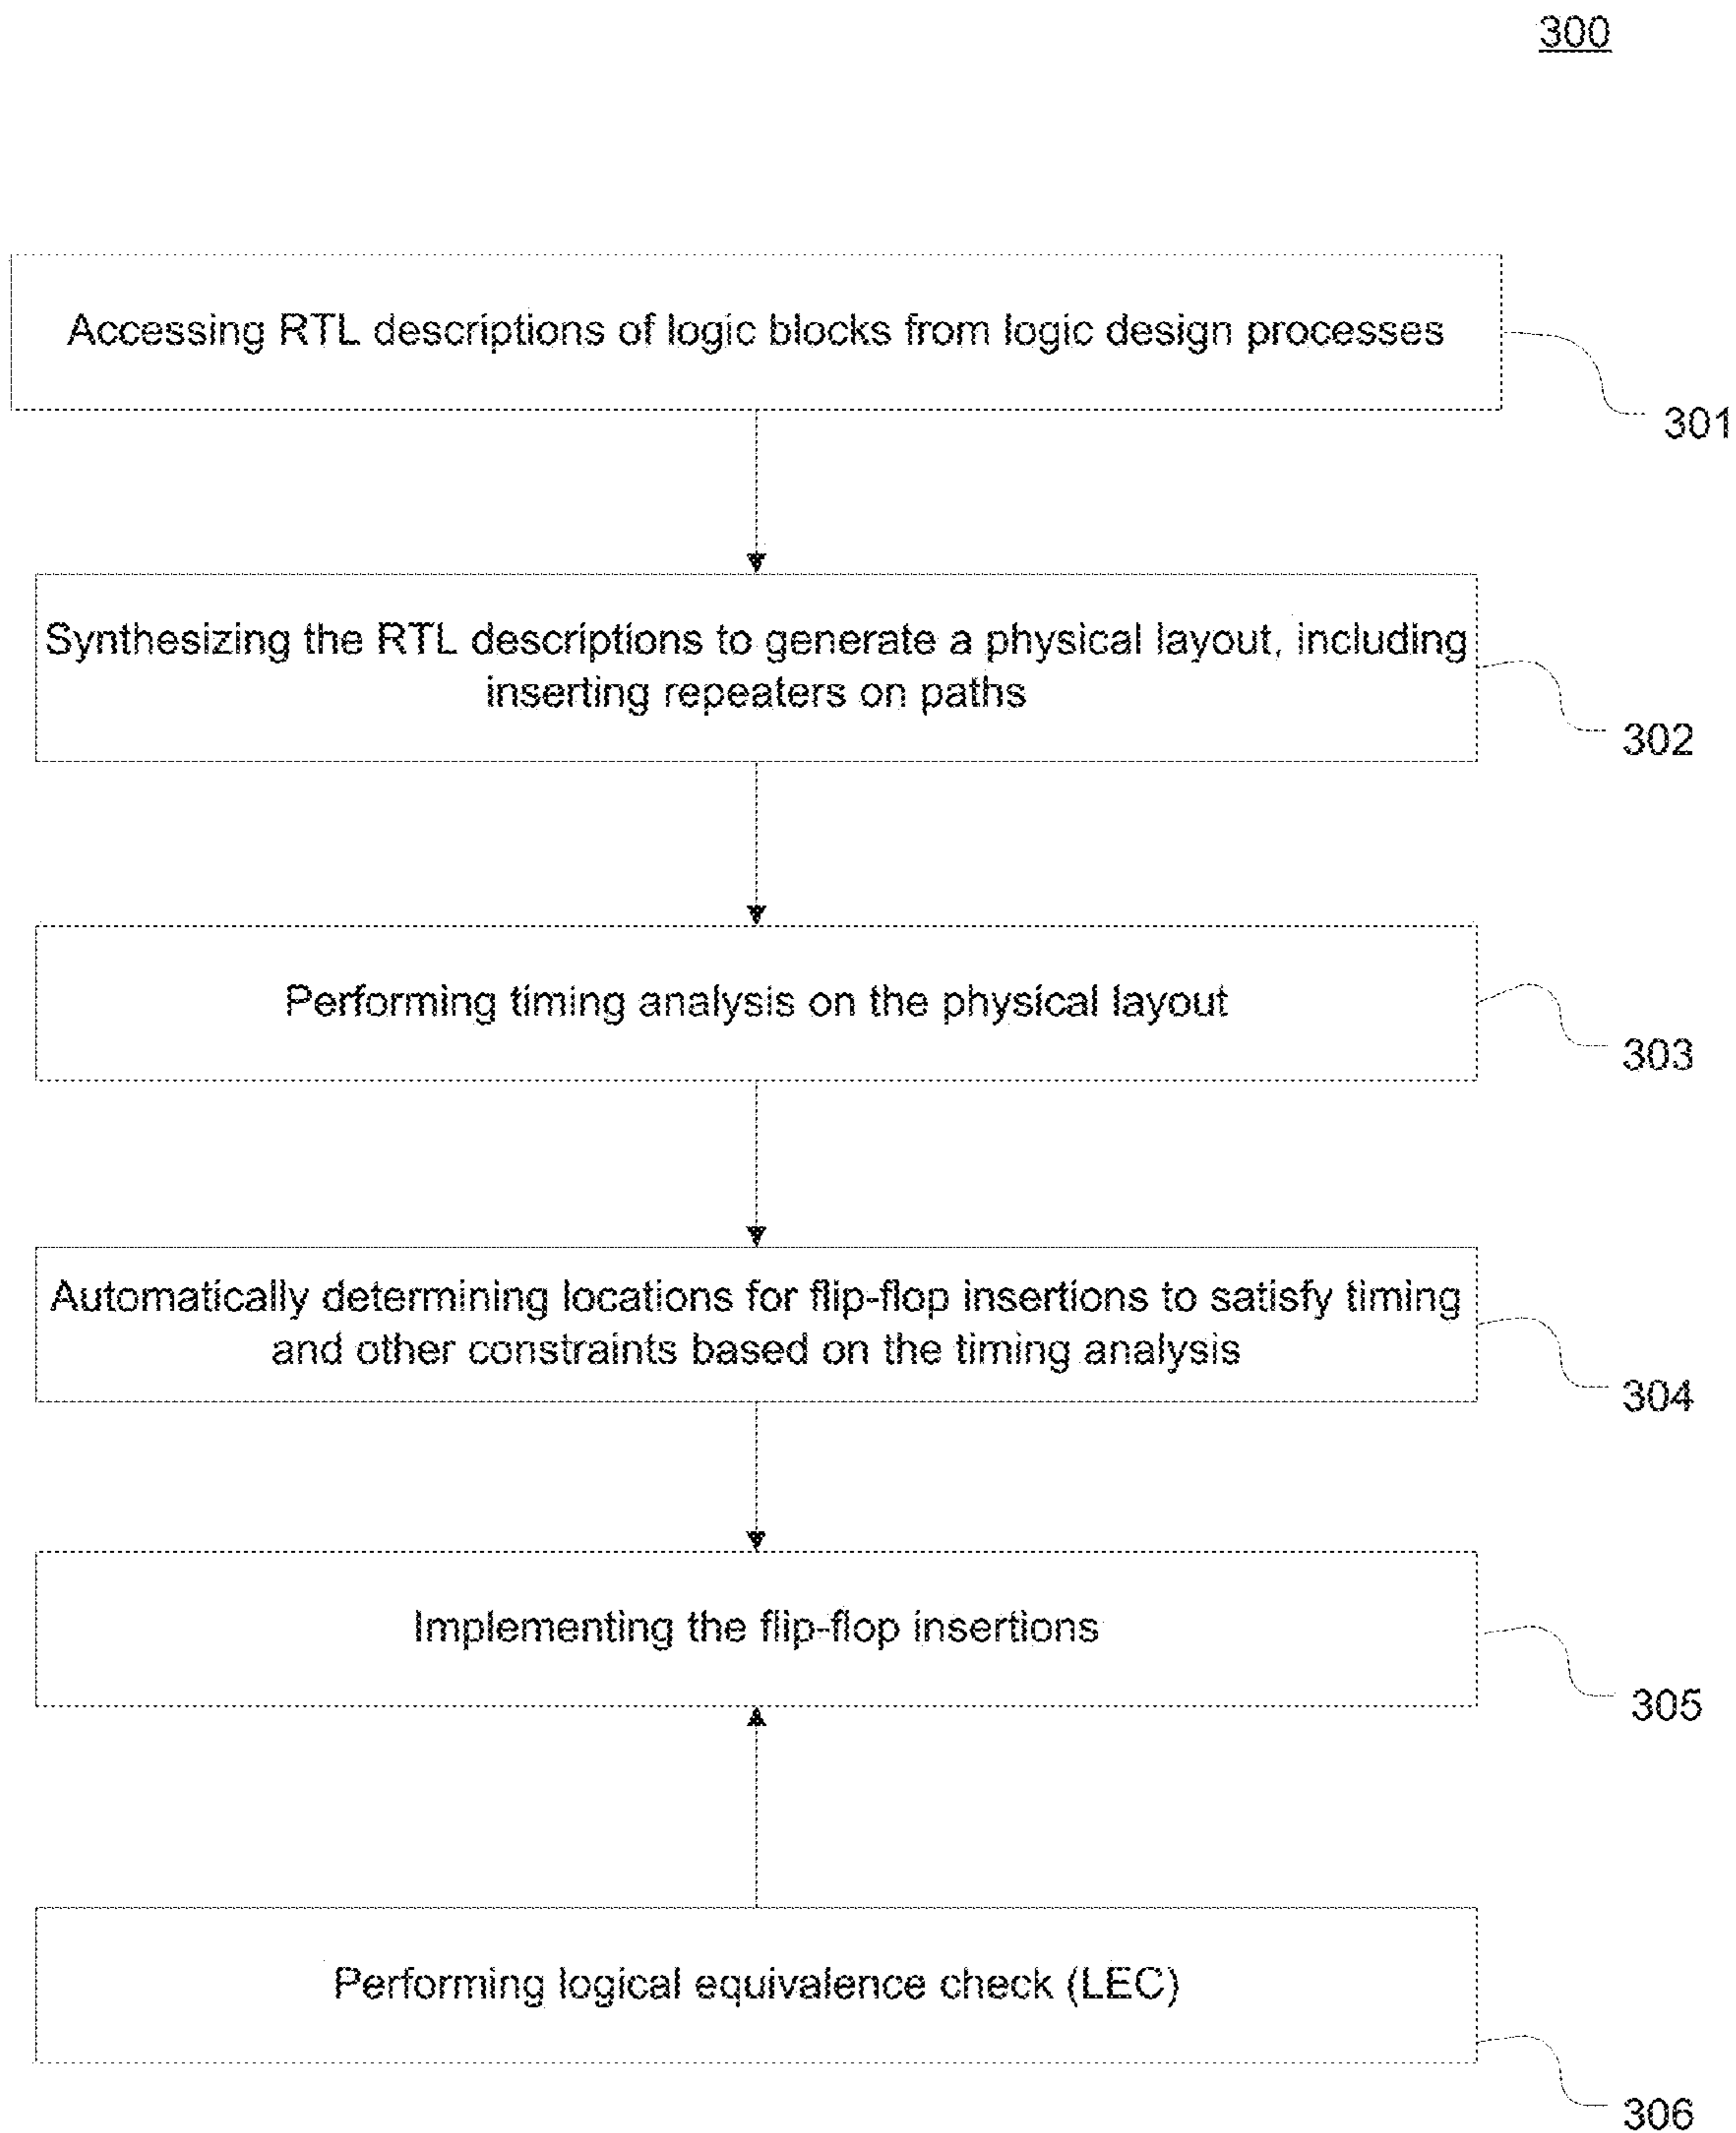 300
Accessing RTL descriptions of logic blocks from logic design processes
301
Synthesizing the RTL descriptions to generate a physical layout, including
inserting repeaters on paths
302
Performing timing analysis on the physical layout
303
Automatically determining locations for flip-flop insertions to satisfy timing
and other constraints based on the timing analysis
304
Implementing the flip-flop insertions
305
Performing logical equivalence check (LEC)
306